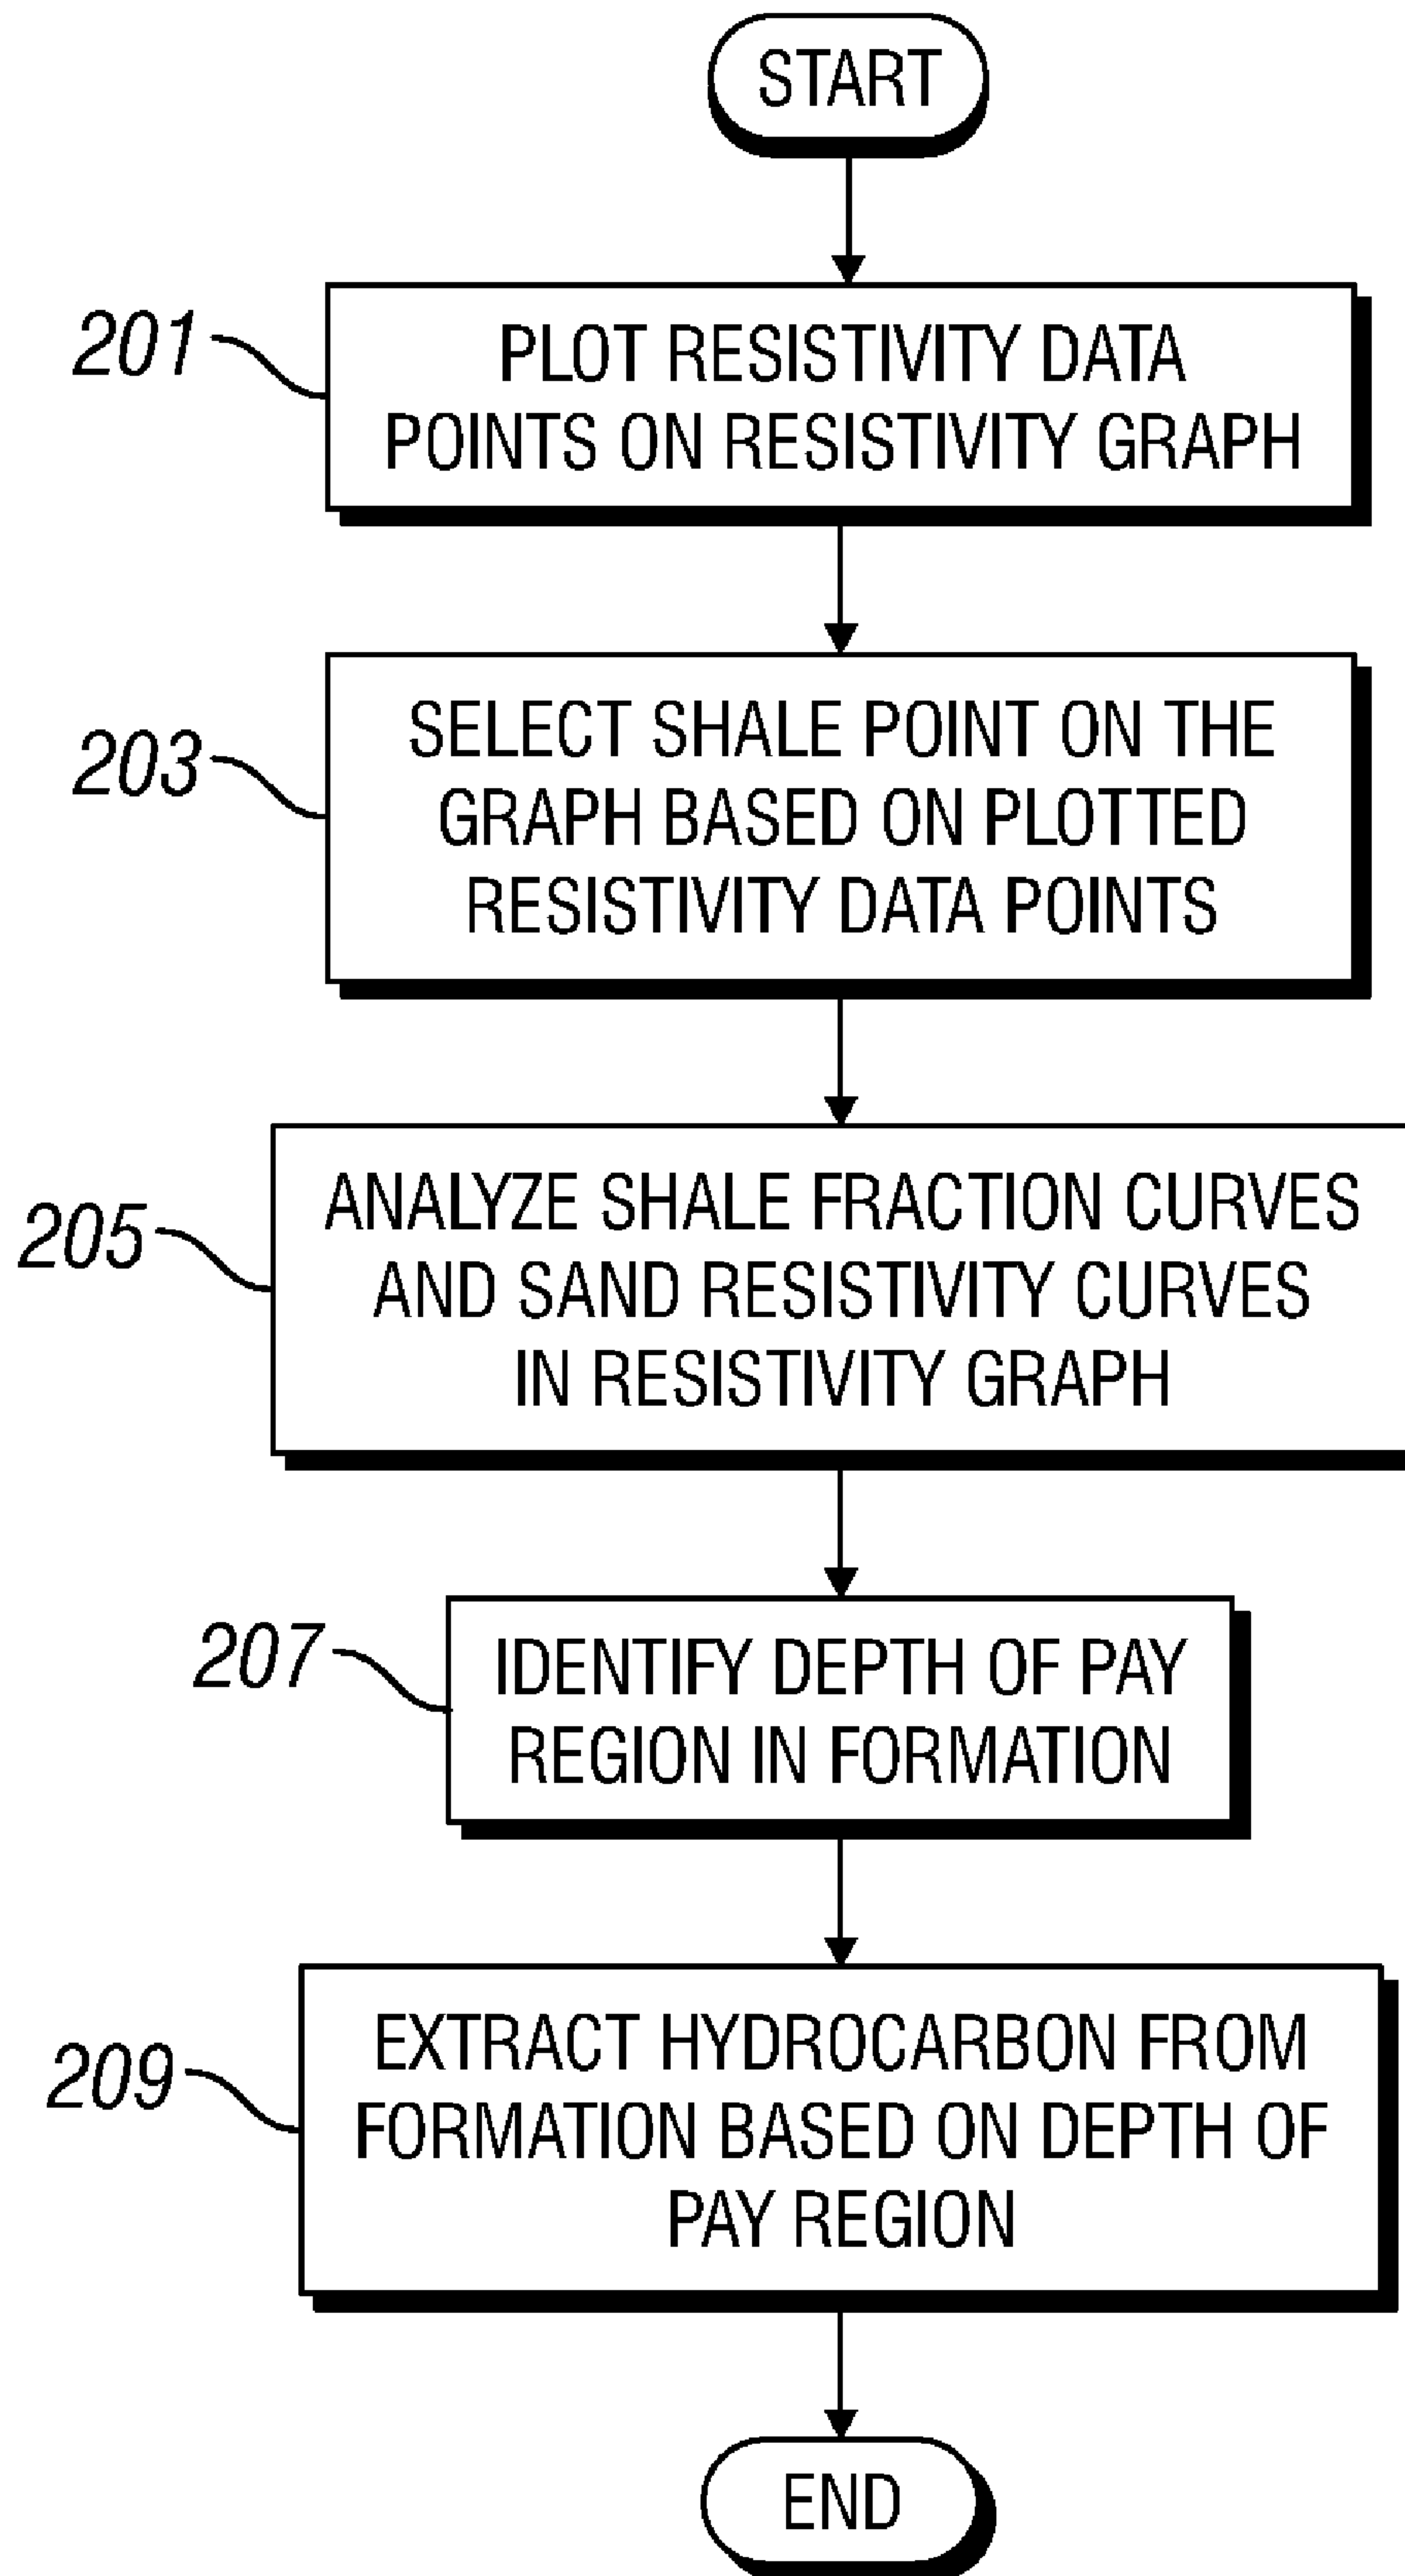 START
201
PLOT RESISTIVITY DATA
POINTS ON RESISTIVITY GRAPH
203
SELECT SHALE POINT ON THE
GRAPH BASED ON PLOTTED
RESISTIVITY DATA POINTS
205
ANALYZE SHALE FRACTION CURVES
AND SAND RESISTIVITY CURVES
IN RESISTIVITY GRAPH
207
IDENTIFY DEPTH OF PAY
REGION IN FORMATION
209
EXTRACT HYDROCARBON FROM
FORMATION BASED ON DEPTH OF
PAY REGION
END